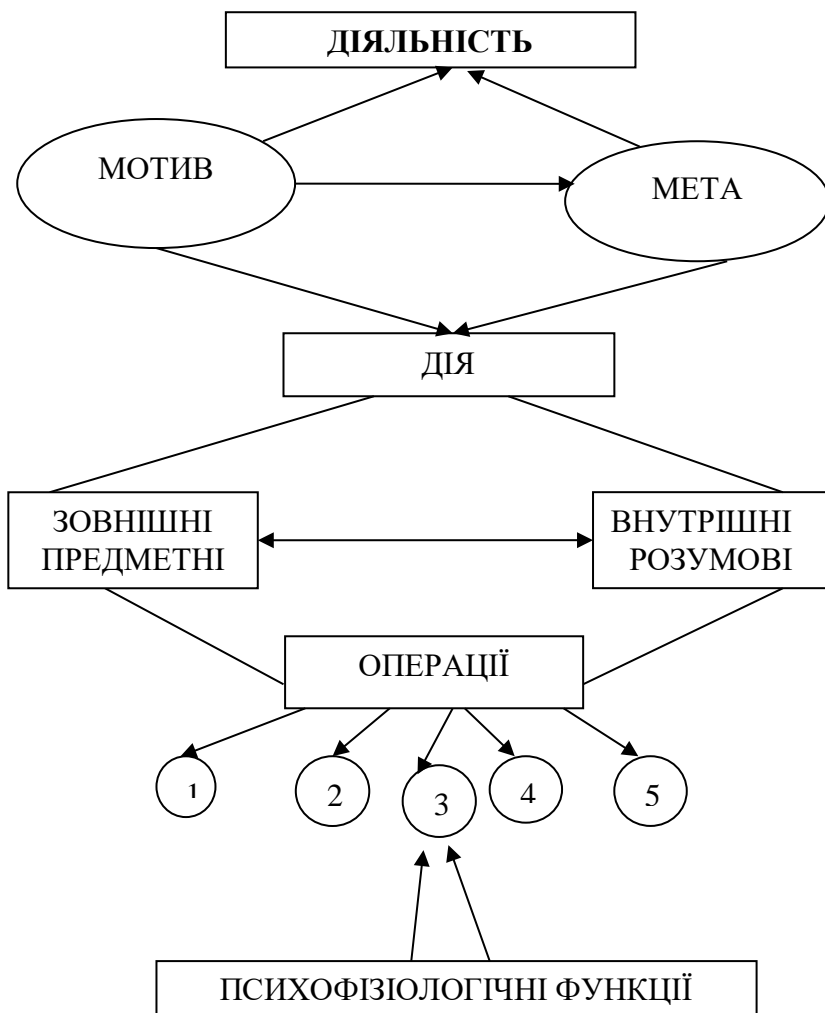 ДІЯЛЬНІСТЬ
МОТИВ
МЕТА
ДІЯ
ЗОВНІШНІ
ПРЕДМЕТНІ
ВНУТРІШНІ
РОЗУМОВІ
ОПЕРАЦІЇ
1
2
3
4
5
ПСИХОФІЗІОЛОГІЧНІ ФУНКЦІЇ